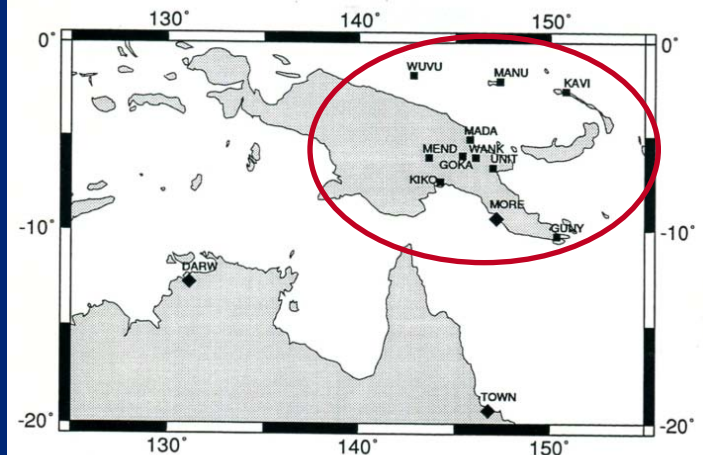 130˚ 140˚ 150˚
0˚ 0˚
WUVU MANU KAVI
MADA
MEND GOKA WANK UNIT
KIKO
MORE
GUNY
-10˚ -10˚
DARW
TOWN
-20˚ -20˚
130˚ 140˚ 150˚